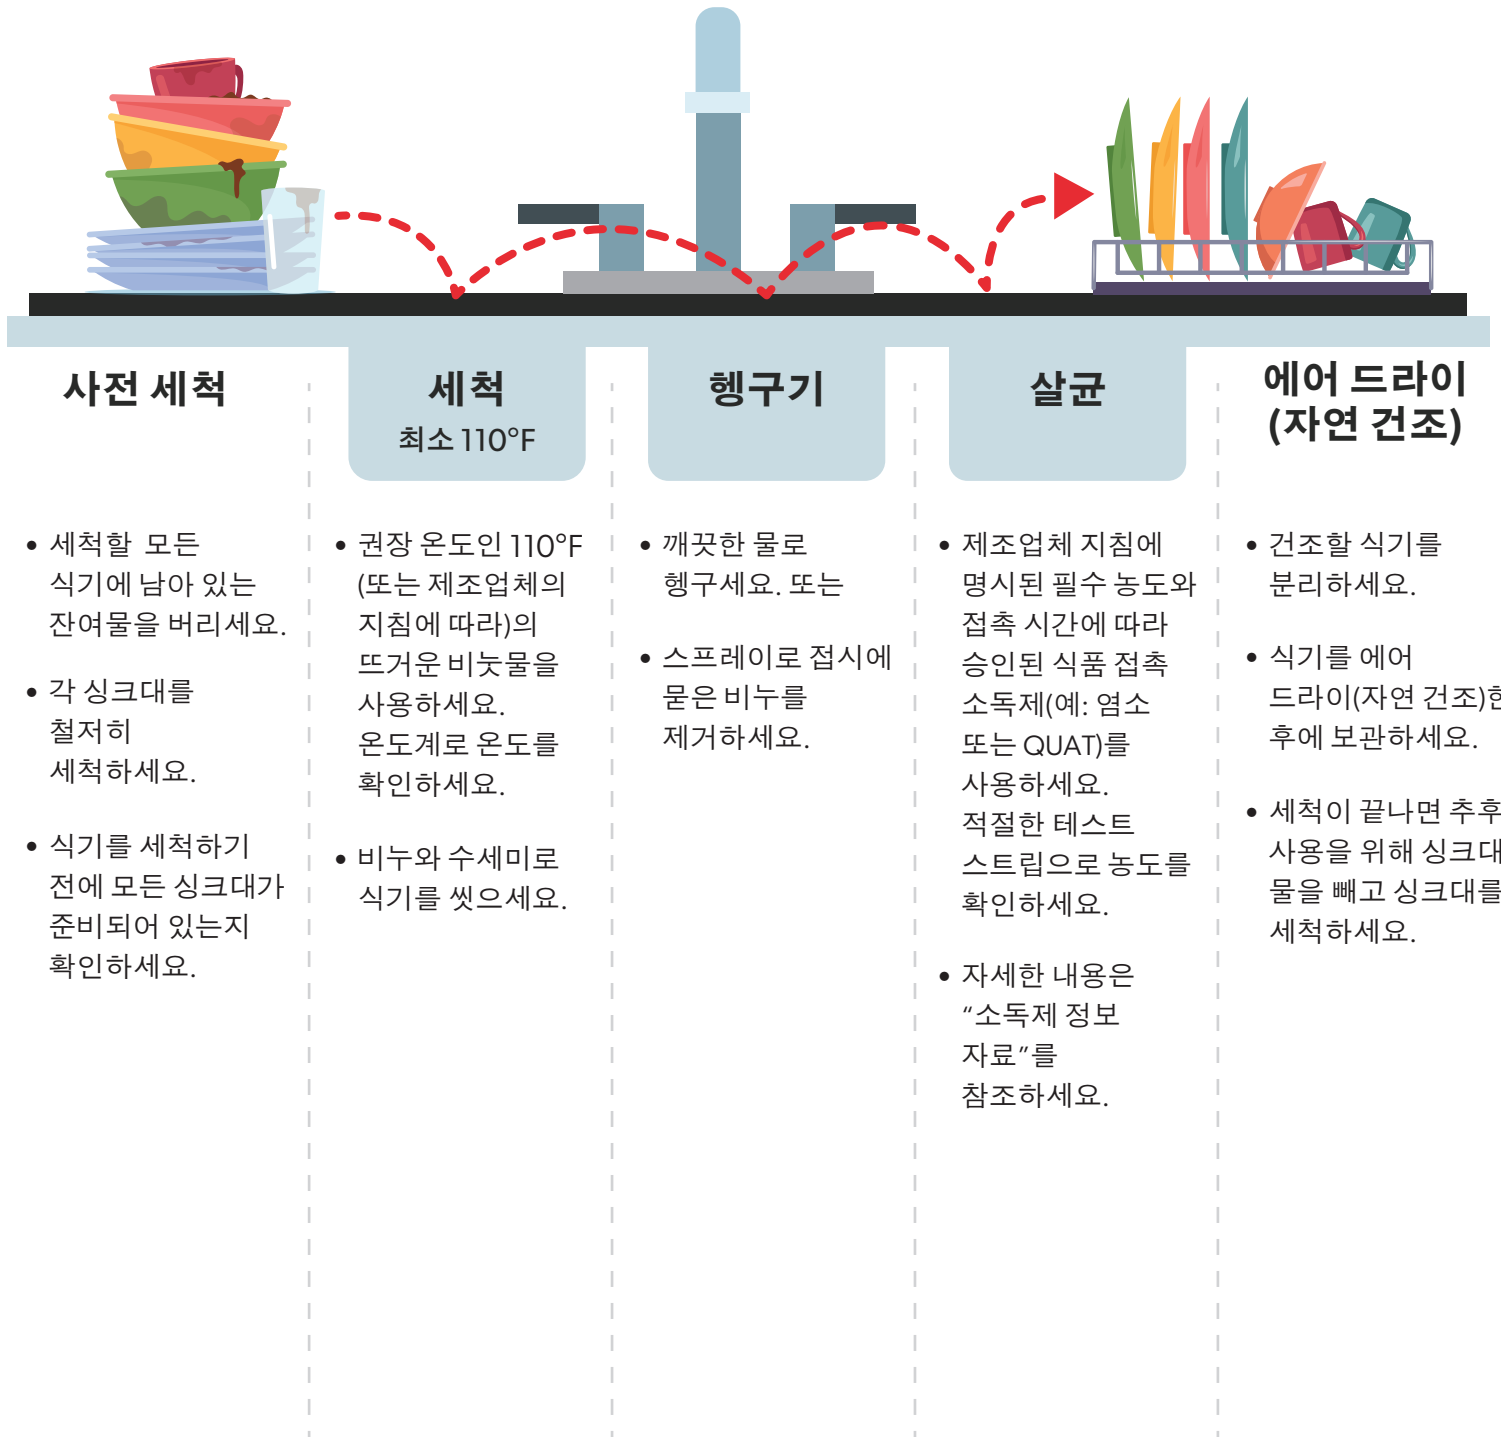 사전 세척
세척할 모든
식기에 남아 있는
잔여물을 버리세요.
각 싱크대를
철저히
세척하세요.
식기를 세척하기
전에 모든 싱크대가
준비되어 있는지
확인하세요.
세척
최소 110°F
권장 온도인 110°F
(또는 제조업체의
지침에 따라)의
뜨거운 비눗물을
사용하세요.
온도계로 온도를
확인하세요.
비누와 수세미로
식기를 씻으세요.
헹구기
깨끗한 물로
헹구세요. 또는
스프레이로 접시에
묻은 비누를
제거하세요.
살균
제조업체 지침에
명시된 필수 농도와
접촉 시간에 따라
승인된 식품 접촉
소독제(예: 염소
또는 QUAT)를
사용하세요.
적절한 테스트
스트립으로 농도를
확인하세요.
자세한 내용은
“소독제 정보
자료”를
참조하세요.
에어 드라이
(자연 건조)
건조할 식기를
분리하세요.
식기를 에어
드라이(자연 건조)한
후에 보관하세요.
세척이 끝나면 추후
사용을 위해 싱크대
물을 빼고 싱크대를
세척하세요.